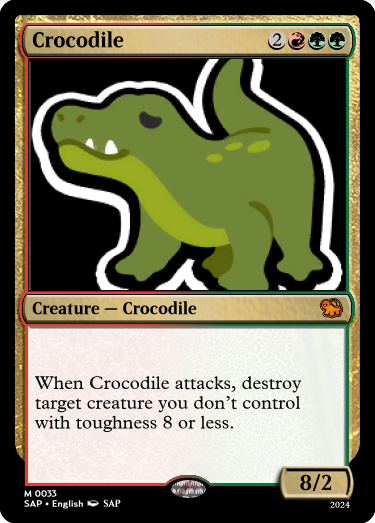 Crocodile 2
Creature — Crocodile
When Crocodile attacks, destroy
target creature you don't control
with toughness 8 or less.
8/2
M 0033
SAP • English SAP
2024